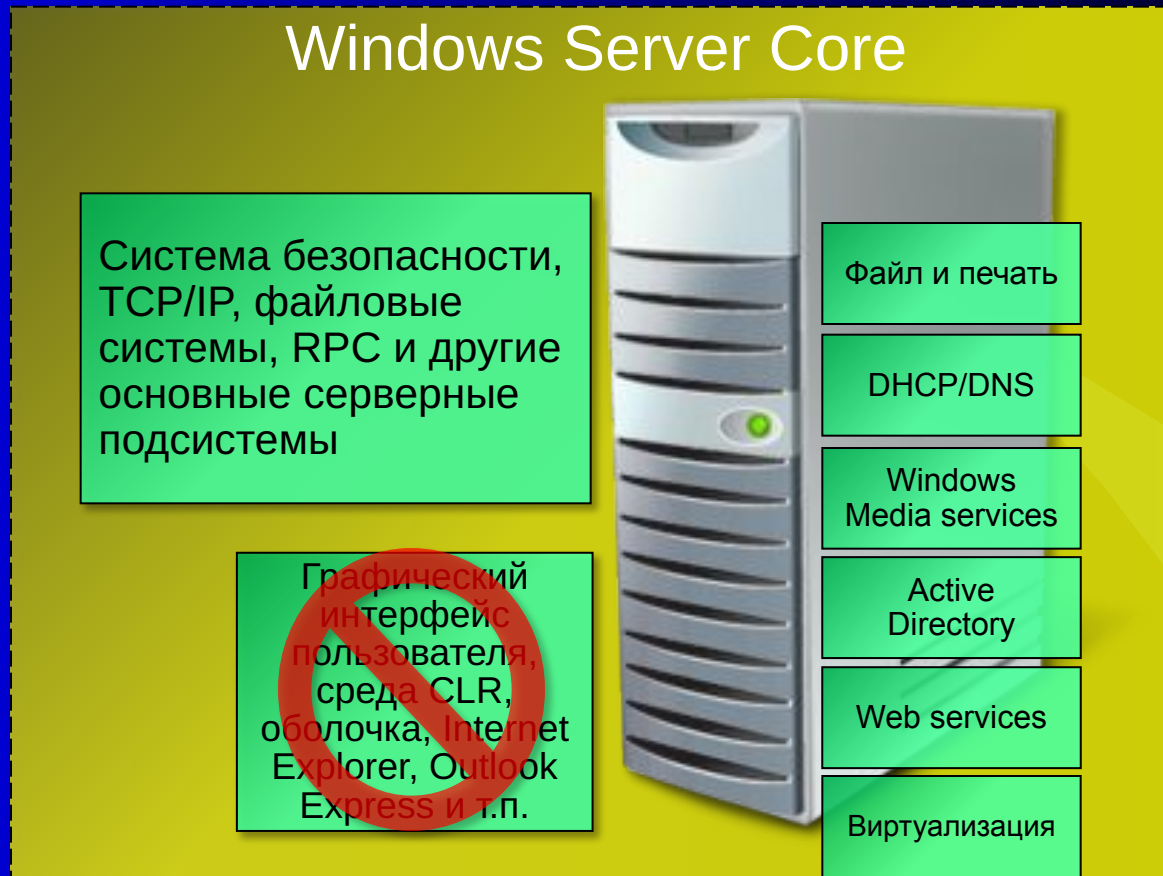 Windows Server Core
Система безопасности,
TCP/IP, файловые
системы, RPC и другие
основные серверные
подсистемы
Графический
интерфейс
пользователя,
среда CLR,
оболочка, Internet
Explorer, Outlook
Express и т.п.
Файл и печать
DHCP/DNS
Windows
Media services
Active
Directory
Web services
Виртуализация